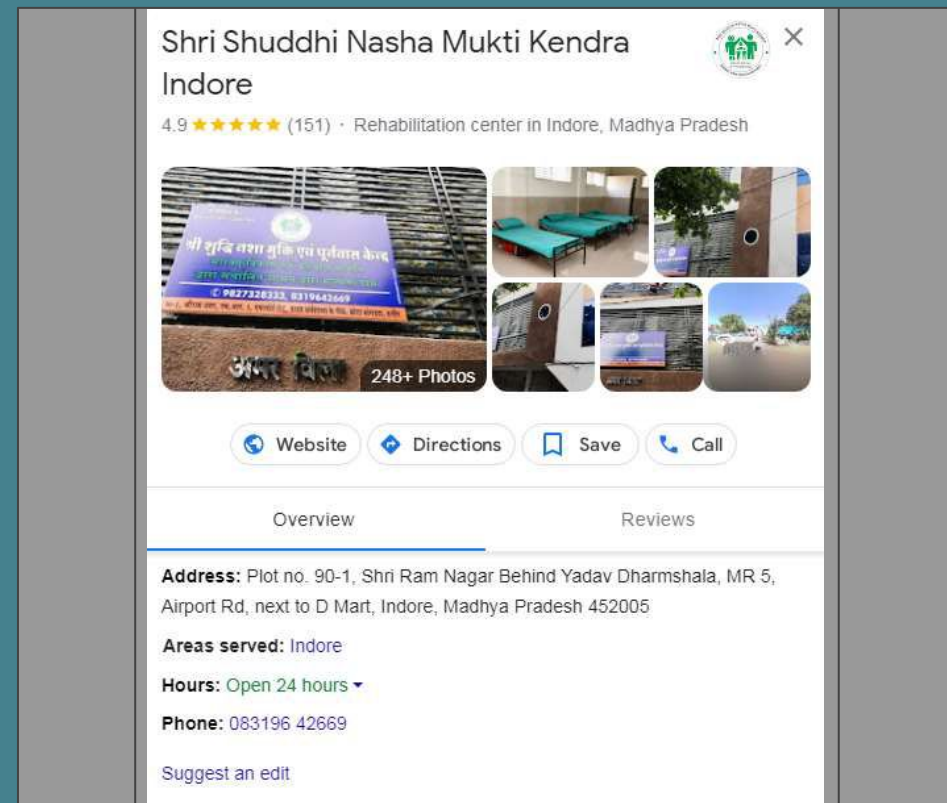 Shri Shuddhi Nasha Mukti Kendra
Indore
4.9 ★★★★★ (151) · Rehabilitation center in Indore, Madhya Pradesh
श्री शुद्धि नशा मुक्ति एवं पुर्नवास केन्द्र
9827328333, 8319642669
अमर विला
248+ Photos
Website
Directions
Save
Call
Overview
Reviews
Address: Plot no. 90-1, Shri Ram Nagar Behind Yadav Dharmshala, MR 5,
Airport Rd, next to D Mart, Indore, Madhya Pradesh 452005
Areas served: Indore
Hours: Open 24 hours
Phone: 083196 42669
Suggest an edit